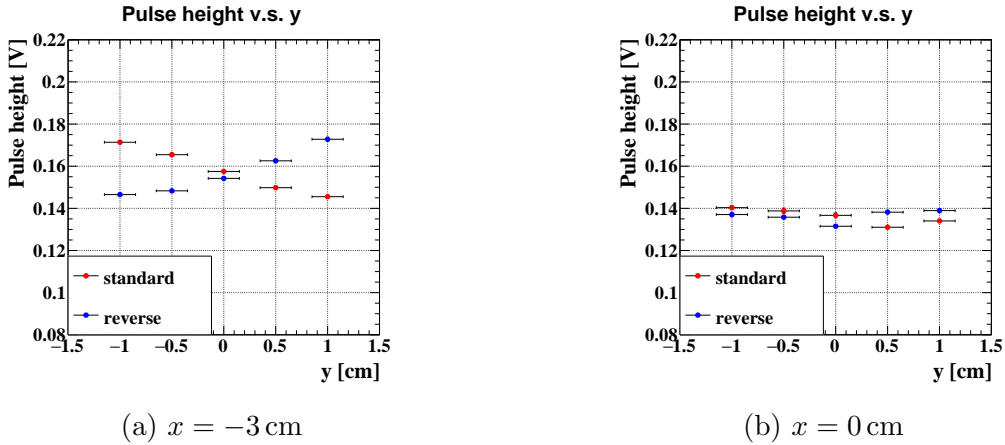 Pulse height v.s. y
Pulse height [V]
0.22
0.2
0.18
0.16
0.14
0.12
0.1
0.08
standard
reverse
−1.5 −1 −0.5 0 0.5 1 1.5
y [cm]
(a) x = −3 cm
Pulse height v.s. y
Pulse height [V]
0.22
0.2
0.18
0.16
0.14
0.12
0.1
0.08
standard
reverse
−1.5 −1 −0.5 0 0.5 1 1.5
y [cm]
(b) x = 0 cm